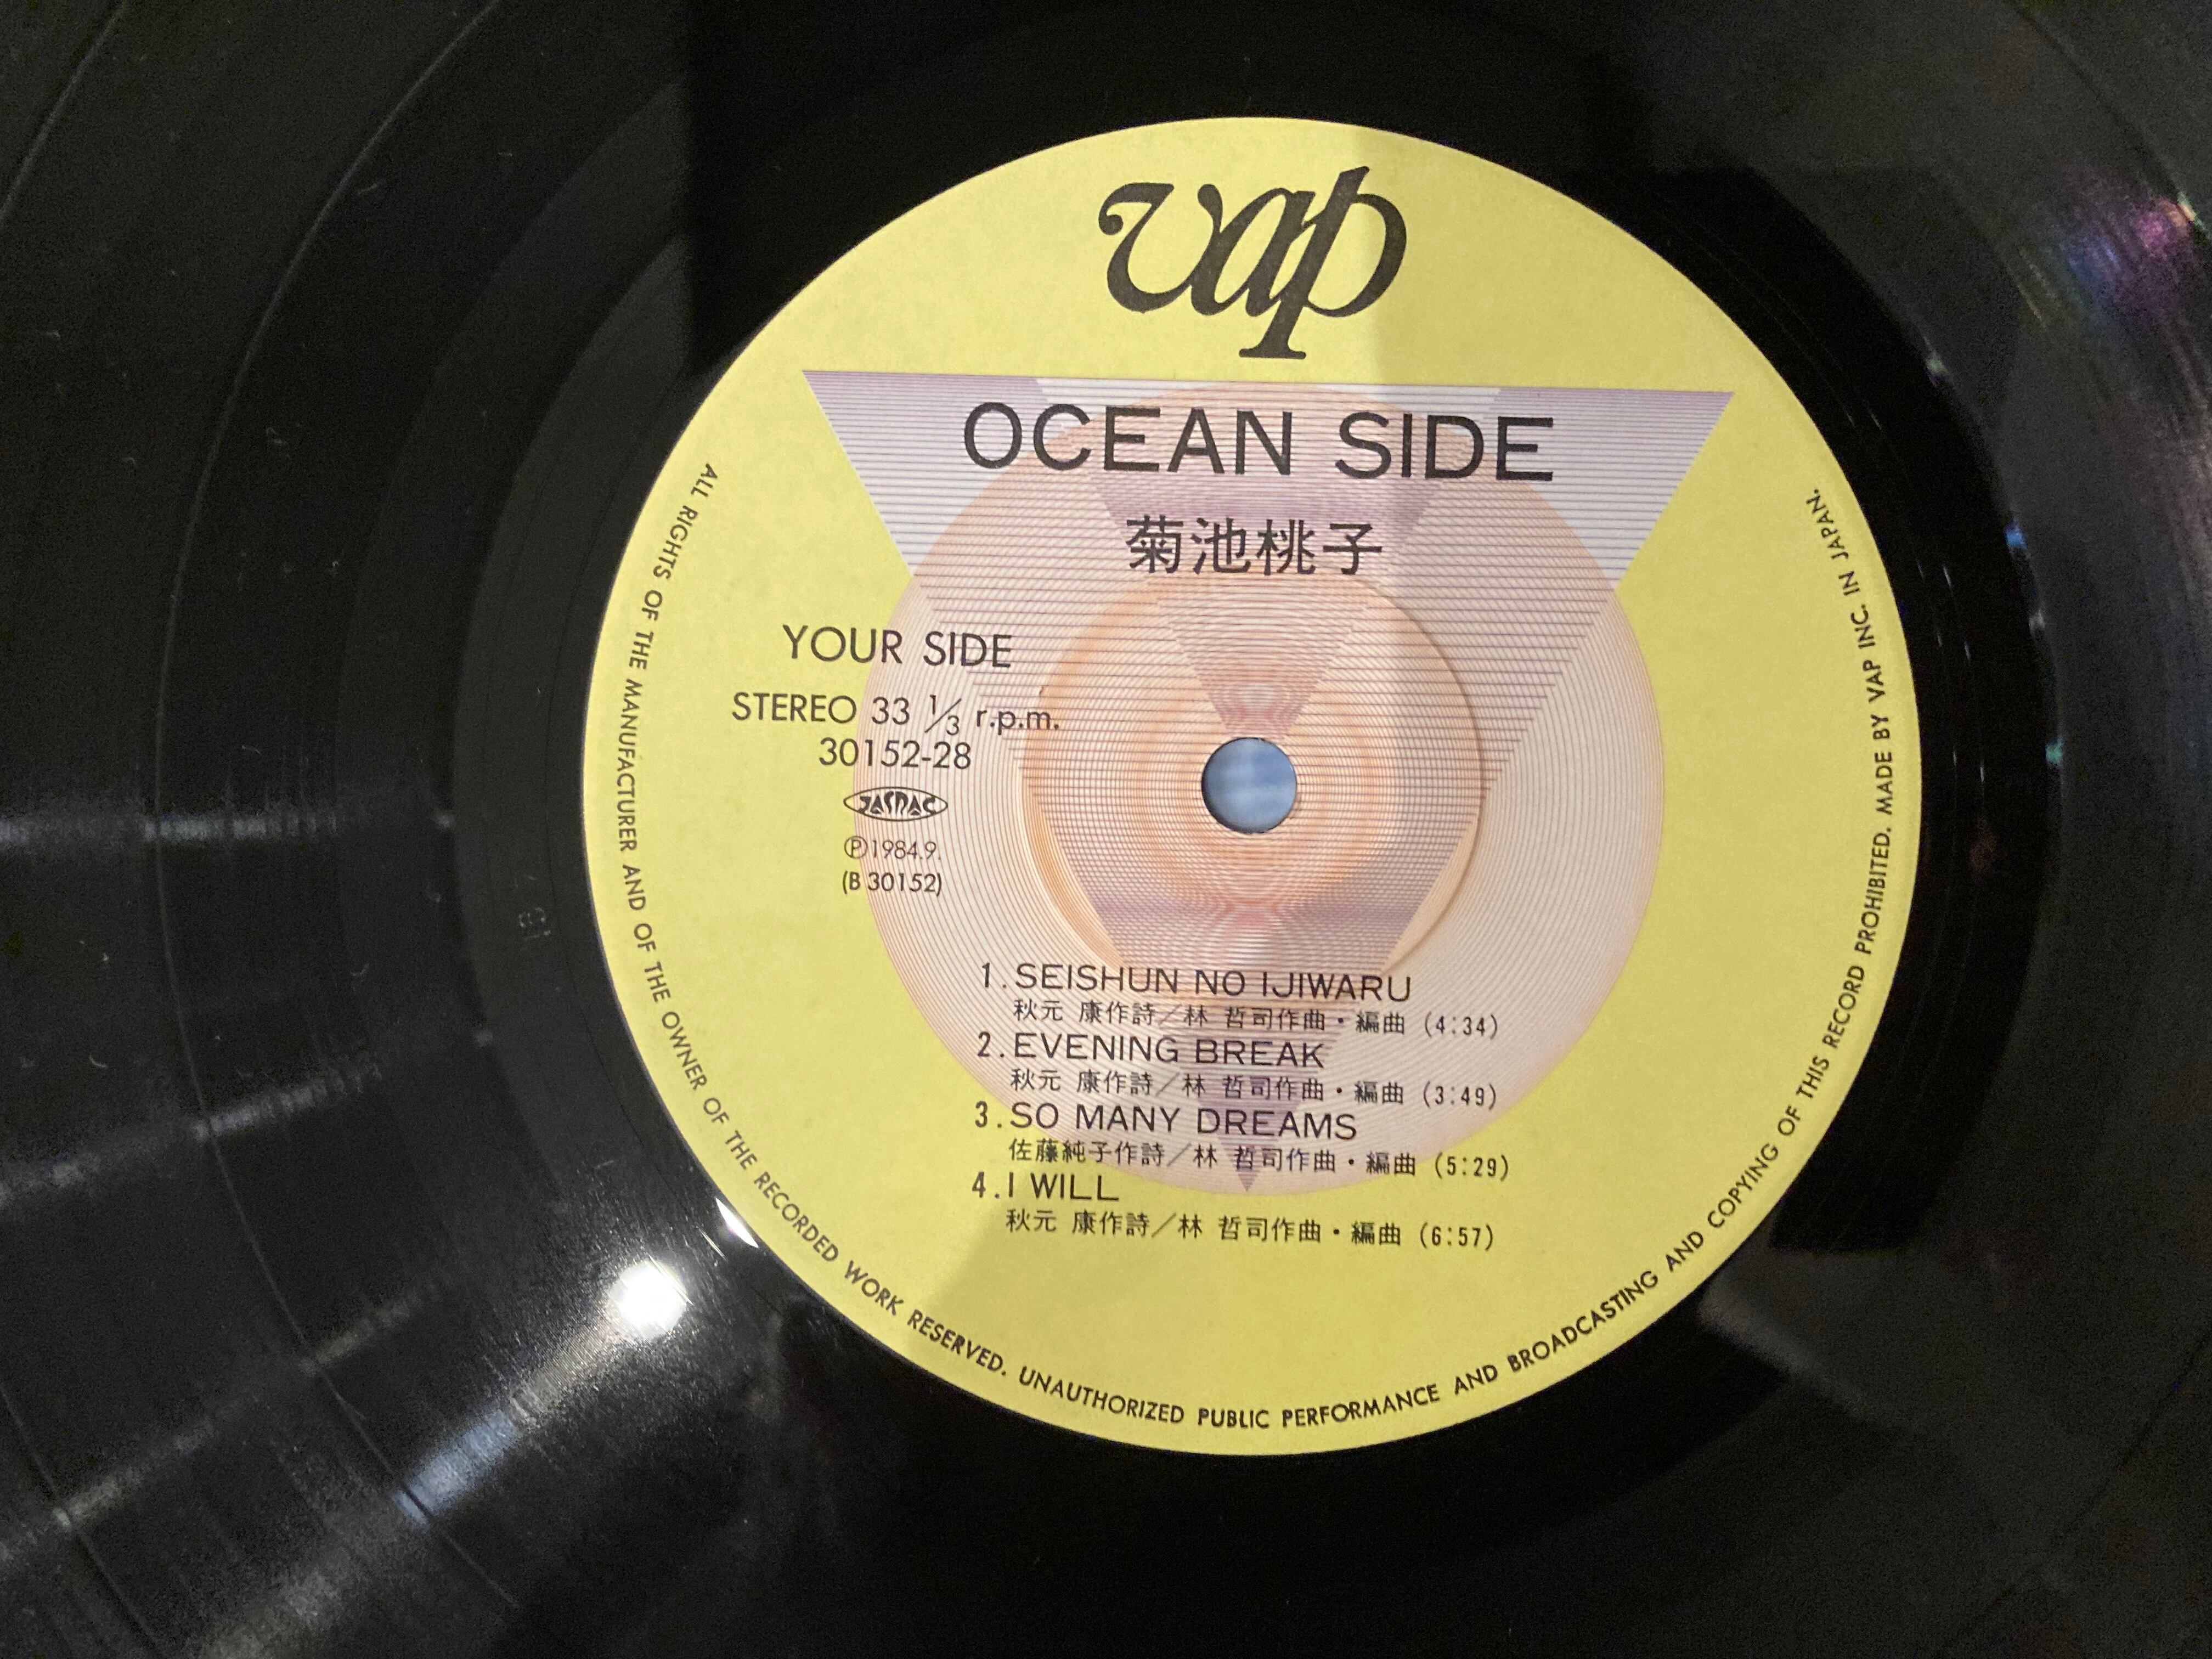 vap
OCEAN SIDE
菊池桃子
YOUR SIDE
STEREO 33 1/3 r.p.m.
30152-28
JASRAC
Ⓟ1984.9.
(B 30152)
1.SEISHUN NO IJIWARU
秋元 康作詩／林 哲司作曲・編曲 (4:34)
2.EVENING BREAK
秋元 康作詩／林 哲司作曲・編曲 (3:49)
3.SO MANY DREAMS
佐藤純子作詩／林 哲司作曲・編曲 (5:29)
4.I WILL
秋元 康作詩／林 哲司作曲・編曲 (6:57)
ALL RIGHTS OF THE MANUFACTURER AND OF THE OWNER OF THE RECORDED WORK RESERVED. UNAUTHORIZED PUBLIC PERFORMANCE AND BROADCASTING AND COPYING OF THIS RECORD PROHIBITED. MADE BY VAP INC. IN JAPAN.